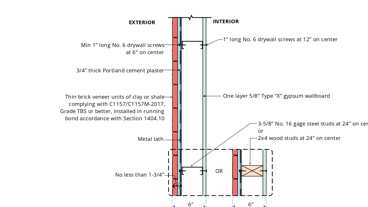 EXTERIOR
INTERIOR
Min 1" long No. 6 drywall screws
at 6" on center
1" long No. 6 drywall screws at 12" on center
3/4" thick Portland cement plaster
Thin brick veneer units of clay or shale
complying with C1157/C1157M-2017,
Grade TBS or better, installed in running
bond accordance with Section 1404.10
One layer 5/8" Type "X" gypsum wallboard
3-5/8" No. 16 gage steel studs at 24" on cen
or
2x4 wood studs at 24" on center
Metal lath
No less than 1-3/4"
OR
6"
6"